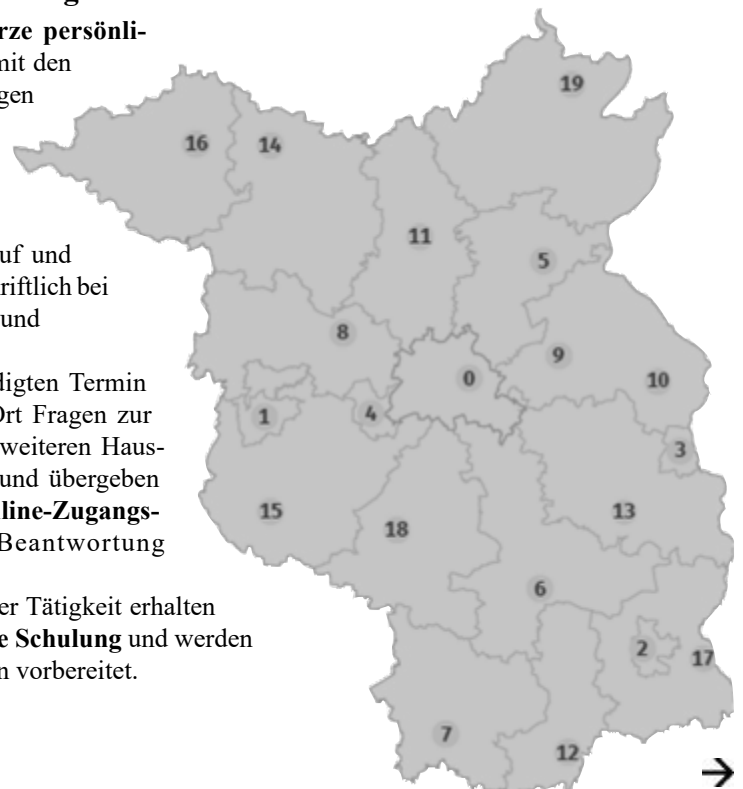 rze persönli-
mit den
gen
uf und
riftlich bei
und
digten Termin
Ort Fragen zur
weiteren Haus-
und übergeben
line-Zugangs-
Beantwortung
er Tätigkeit erhalten
e Schulung und werden
n vorbereitet.
19
16
14
11
5
8
9
0
10
1
4
3
15
18
13
6
2
17
7
12
→